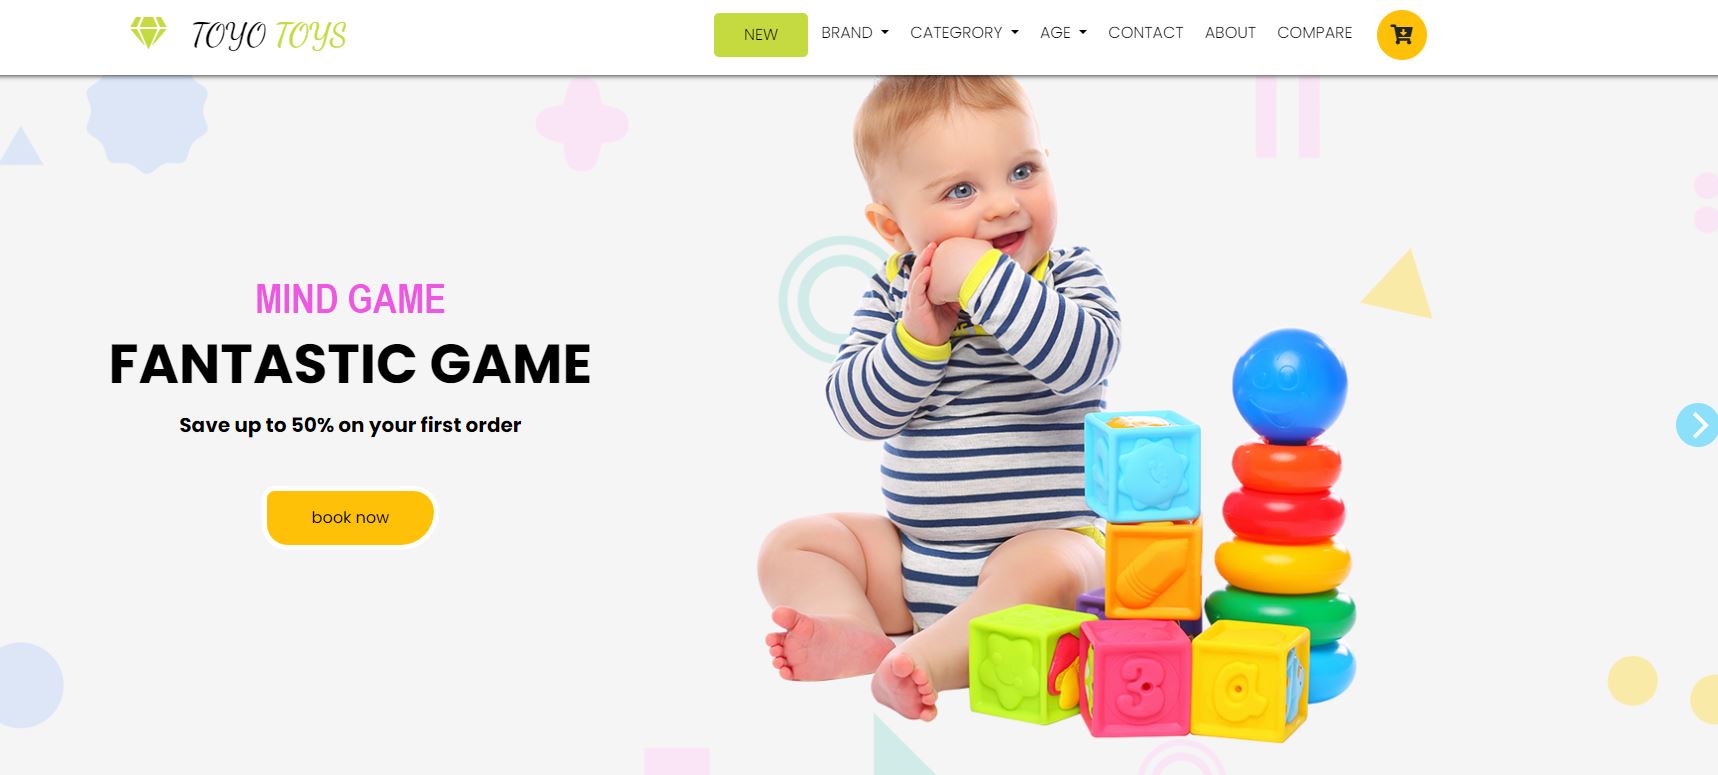 TOYO TOYS
NEW BRAND CATEGRORY AGE CONTACT ABOUT COMPARE
MIND GAME
FANTASTIC GAME
Save up to 50% on your first order
book now
3